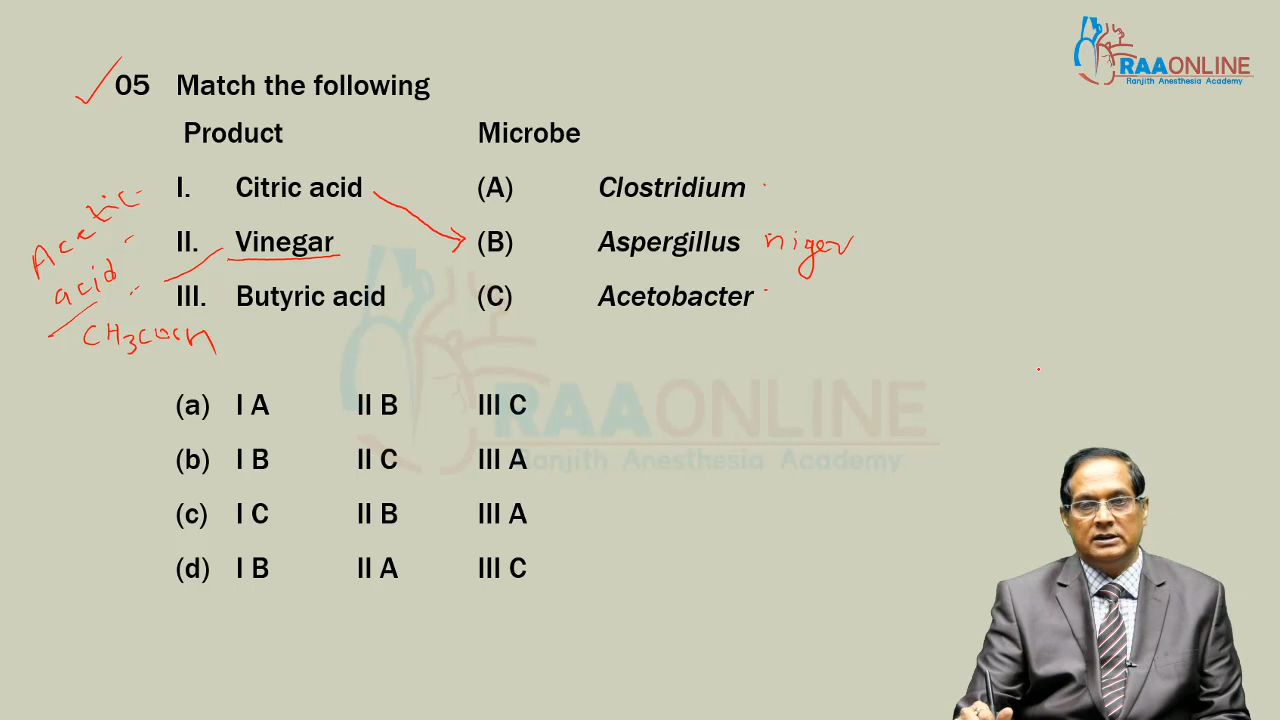 RAAONLINE
Ranjith Anesthesia Academy
05 Match the following
Product Microbe
I. Citric acid (A) Clostridium
II. Vinegar (B) Aspergillus niger
III. Butyric acid (C) Acetobacter
Acetic
acid
(a) I A II B III C
(b) I B II C III A
(c) I C II B III A
(d) I B II A III C
RAAONLINE
Ranjith Anesthesia Academy